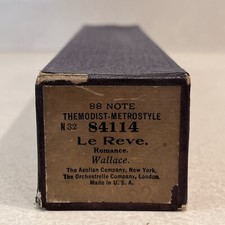 88 NOTE
THEMODIST-METROSTYLE
N 32 84114
Le Reve.
Romance.
Wallace.
The Aeolian Company, New York.
The Orchestrelle Company, London.
Made in U. S. A.